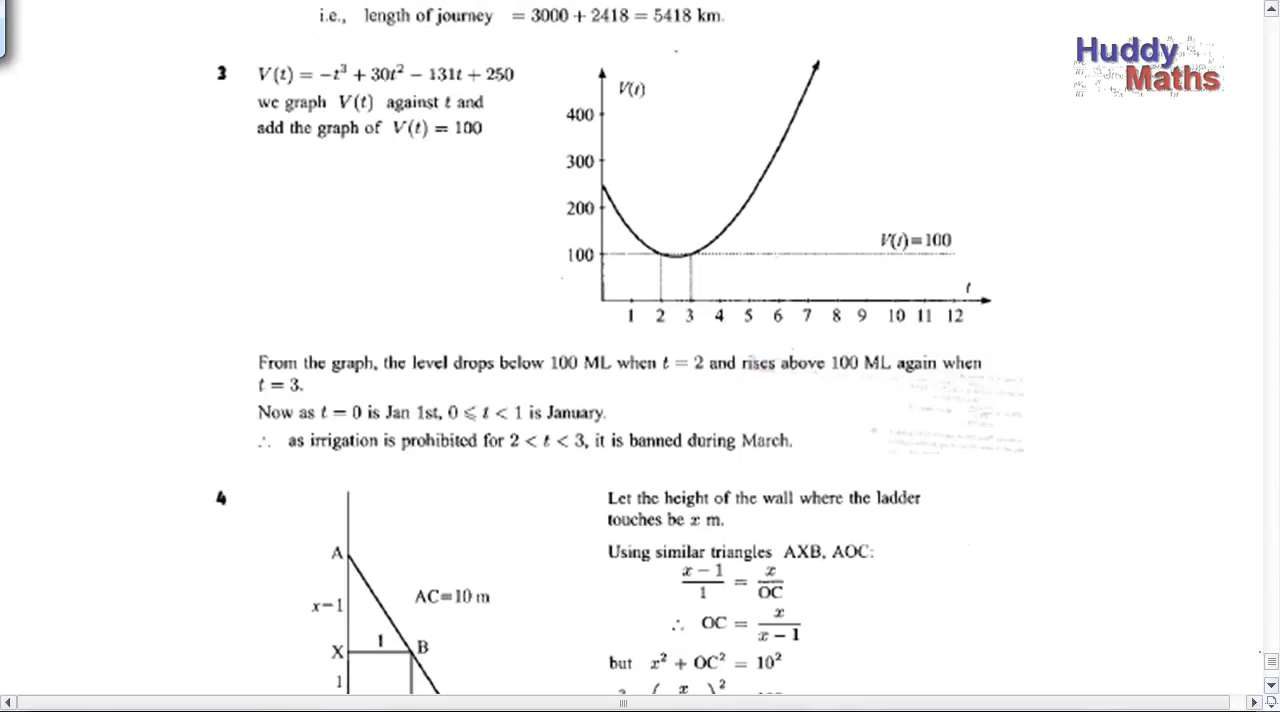 i.e., length of journey = 3000 + 2418 = 5418 km.
Huddy
Maths
3 V(t) = −t³ + 30t² − 131t + 250
we graph V(t) against t and
add the graph of V(t) = 100
V(t)
400
300
200
100
V(t)=100
t
1 2 3 4 5 6 7 8 9 10 11 12
From the graph, the level drops below 100 ML when t = 2 and rises above 100 ML again when
t = 3.
Now as t = 0 is Jan 1st, 0 ⩽ t < 1 is January.
∴ as irrigation is prohibited for 2 < t < 3, it is banned during March.
4
A
x−1
AC=10 m
X
1
B
1
Let the height of the wall where the ladder
touches be x m.
Using similar triangles AXB, AOC:
x − 1 / 1 = x / OC
∴ OC = x / x − 1
but x² + OC² = 10²